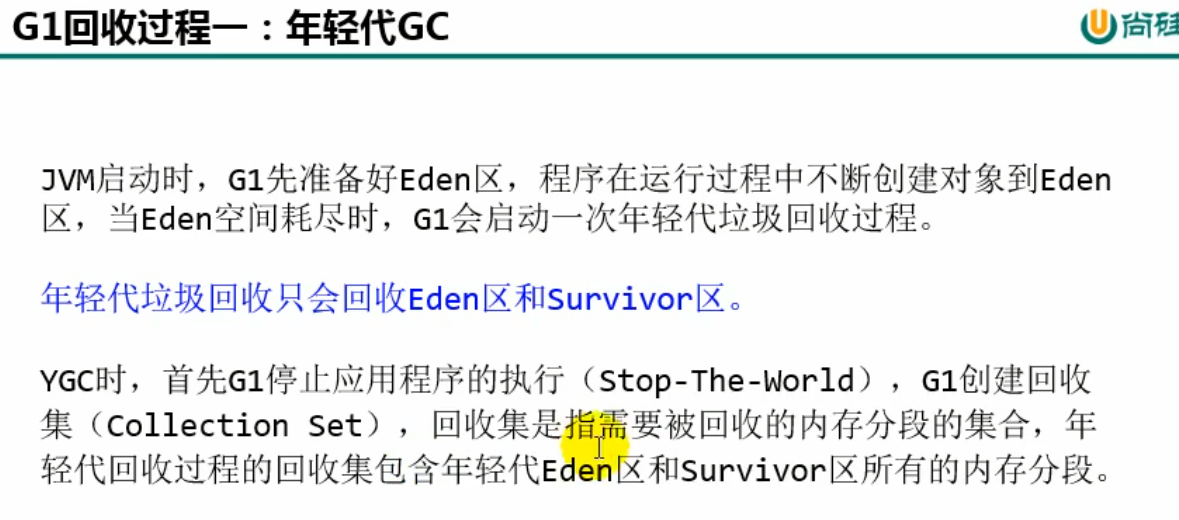 G1回收过程一：年轻代GC
尚硅
JVM启动时，G1先准备好Eden区，程序在运行过程中不断创建对象到Eden
区，当Eden空间耗尽时，G1会启动一次年轻代垃圾回收过程。
年轻代垃圾回收只会回收Eden区和Survivor区。
YGC时，首先G1停止应用程序的执行（Stop-The-World），G1创建回收
集（Collection Set），回收集是指需要被回收的内存分段的集合，年
轻代回收过程的回收集包含年轻代Eden区和Survivor区所有的内存分段。